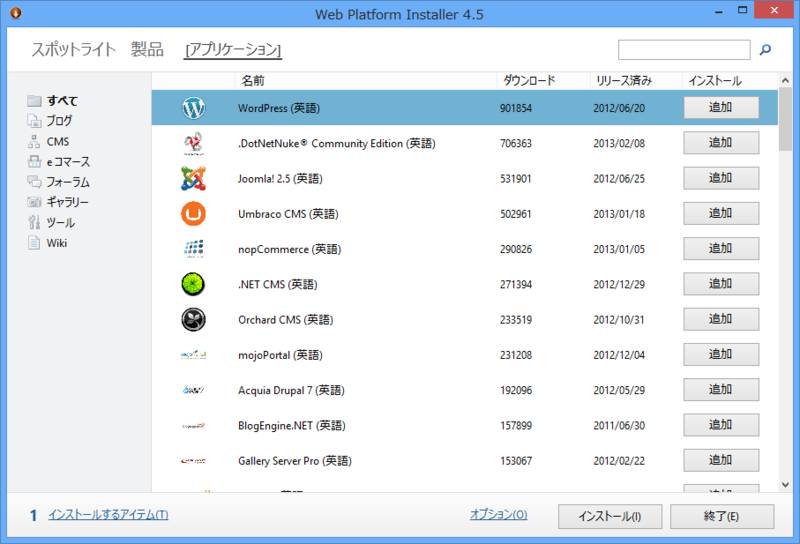 Web Platform Installer 4.5
スポットライト 製品 [アプリケーション]
名前 ダウンロード リリース済み インストール
すべて
ブログ
CMS
eコマース
フォーラム
ギャラリー
ツール
Wiki
WordPress (英語) 901854 2012/06/20 追加
.DotNetNuke® Community Edition (英語) 706363 2013/02/08 追加
Joomla! 2.5 (英語) 531901 2012/06/25 追加
Umbraco CMS (英語) 502961 2013/01/18 追加
nopCommerce (英語) 290826 2013/01/05 追加
.NET CMS (英語) 271394 2012/12/29 追加
Orchard CMS (英語) 233519 2012/10/31 追加
mojoPortal (英語) 231208 2012/12/04 追加
Acquia Drupal 7 (英語) 192096 2012/05/29 追加
BlogEngine.NET (英語) 157899 2011/06/30 追加
Gallery Server Pro (英語) 153067 2012/02/22 追加
1 インストールするアイテム(T) オプション(O) インストール(I) 終了(E)